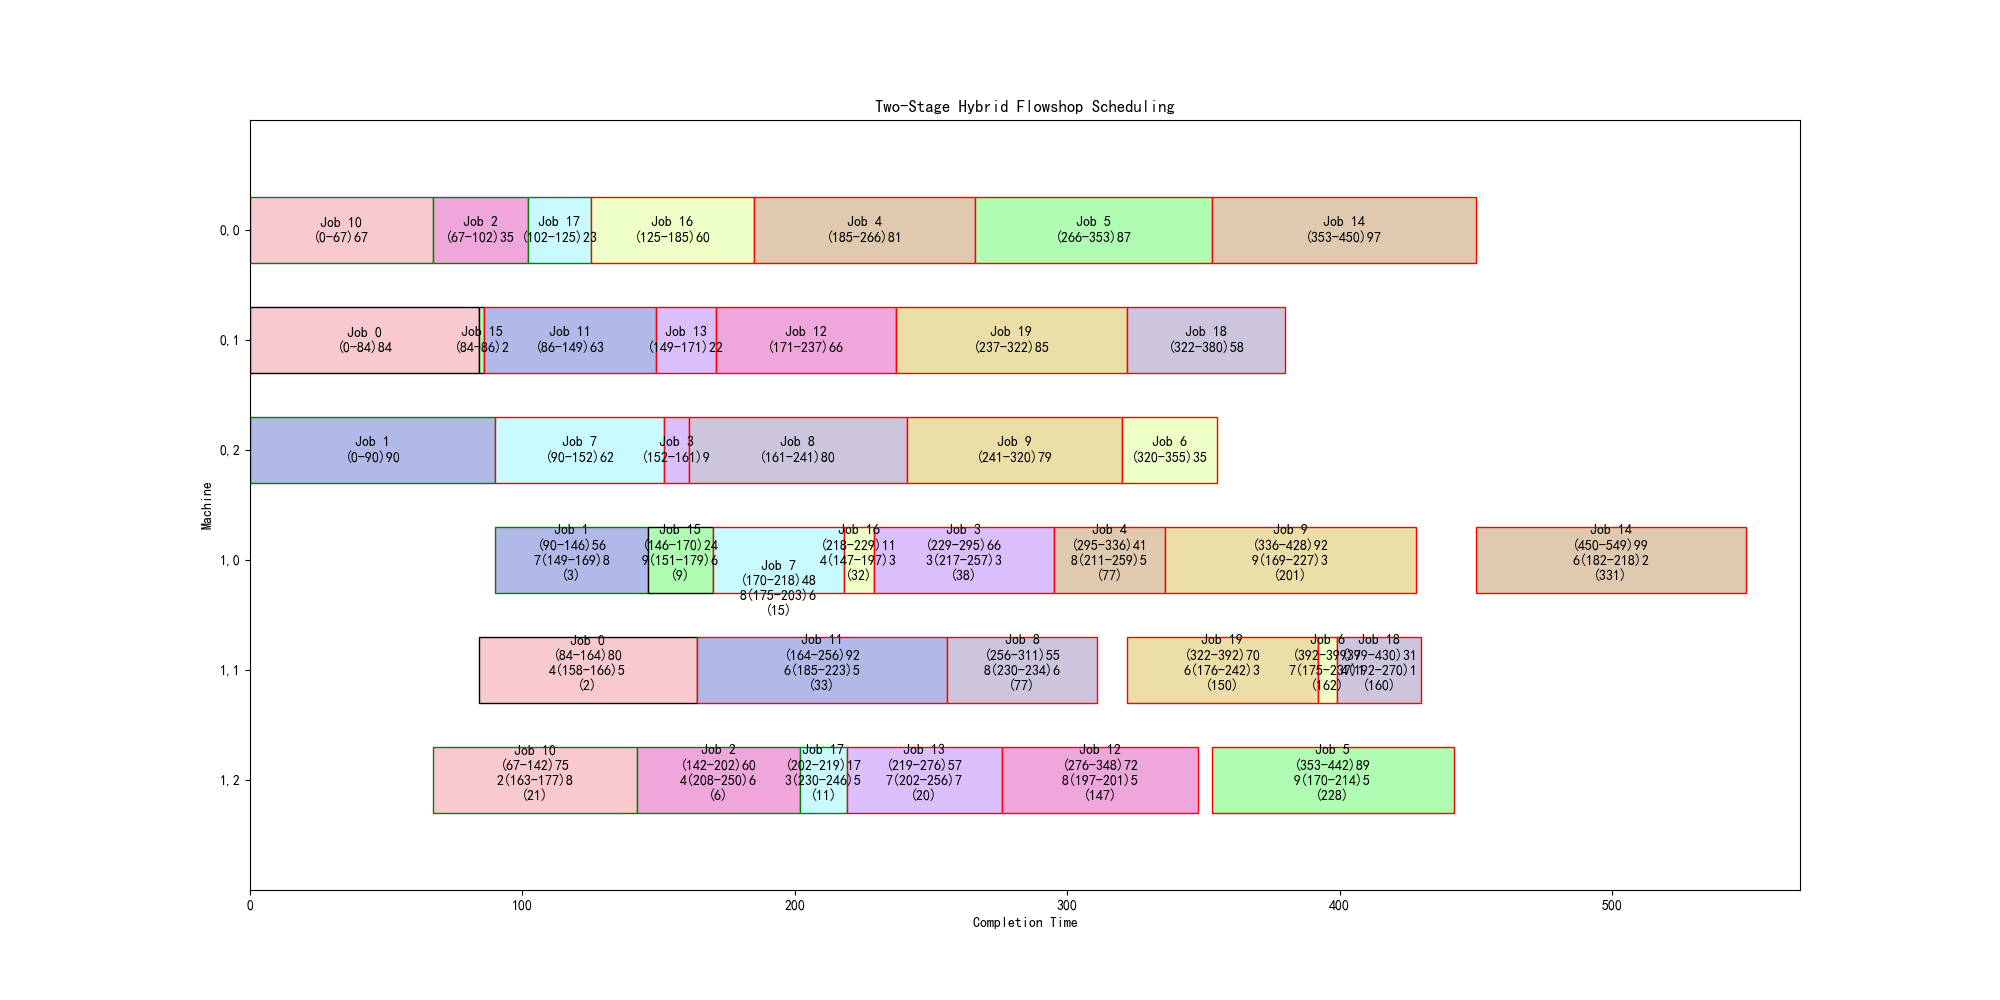 Two-Stage Hybrid Flowshop Scheduling
0,0
Job 10
(0-67)67
Job 2
(67-102)35
Job 17
(102-125)23
Job 16
(125-185)60
Job 4
(185-266)81
Job 5
(266-353)87
Job 14
(353-450)97
0,1
Job 0
(0-84)84
Job 15
(84-86)2
Job 11
(86-149)63
Job 13
(149-171)22
Job 12
(171-237)66
Job 19
(237-322)85
Job 18
(322-380)58
0,2
Job 1
(0-90)90
Job 7
(90-152)62
Job 3
(152-161)9
Job 8
(161-241)80
Job 9
(241-320)79
Job 6
(320-355)35
Machine
1,0
Job 1
(90-146)56
7(149-169)8
(3)
Job 15
(146-170)24
9(151-179)6
(9)
Job 7
(170-218)48
8(175-203)6
(15)
Job 16
(218-229)11
4(147-197)3
(32)
Job 3
(229-295)66
3(217-257)3
(38)
Job 4
(295-336)41
8(211-259)5
(77)
Job 9
(336-428)92
9(169-227)3
(201)
Job 14
(450-549)99
6(182-218)2
(331)
1,1
Job 0
(84-164)80
4(158-166)5
(2)
Job 11
(164-256)92
6(185-223)5
(33)
Job 8
(256-311)55
8(230-234)6
(77)
Job 19
(322-392)70
6(176-242)3
(150)
Job 6
(392-399)7
(162)
Job 18
(399-430)31
(160)
1,2
Job 10
(67-142)75
2(163-177)8
(21)
Job 2
(142-202)60
4(208-250)6
(6)
Job 17
(202-219)17
3(230-246)5
(11)
Job 13
(219-276)57
7(202-256)7
(20)
Job 12
(276-348)72
8(197-201)5
(147)
Job 5
(353-442)89
9(170-214)5
(228)
0
100
200
300
400
500
Completion Time